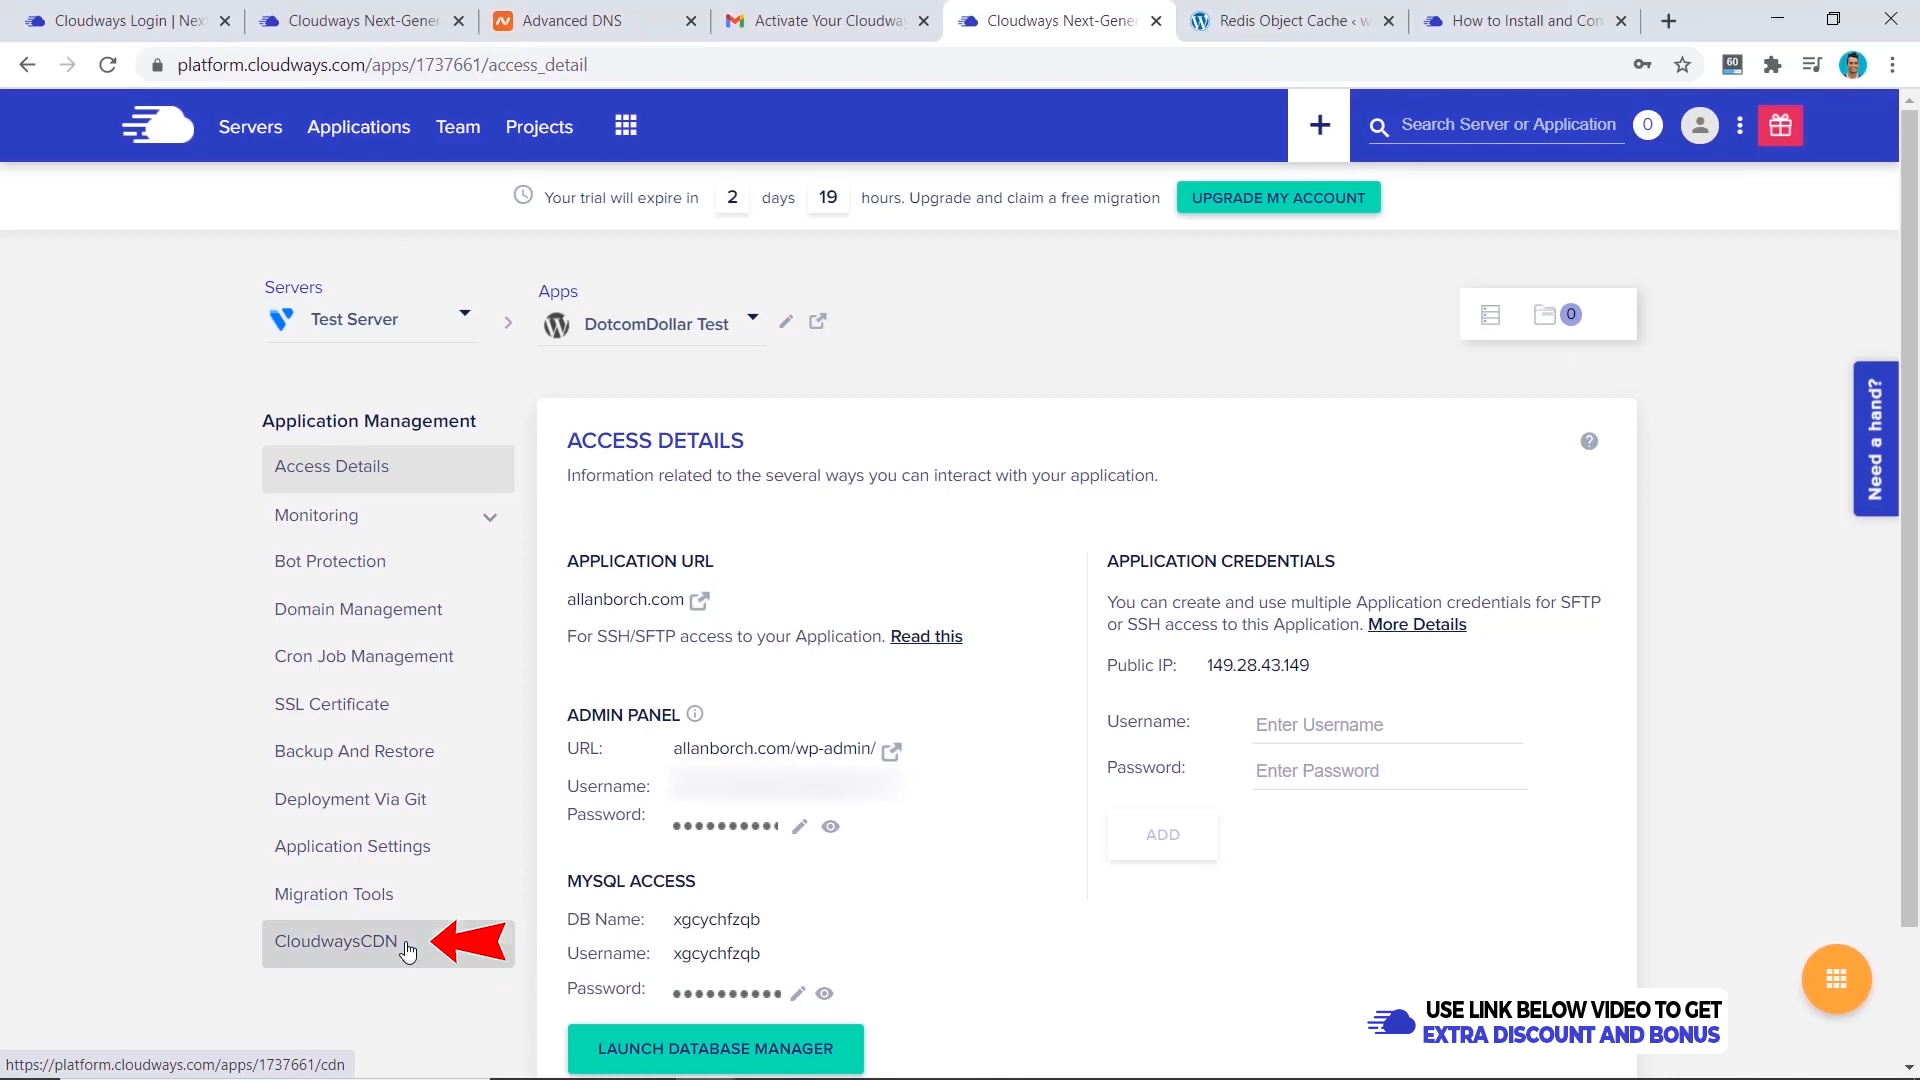 Cloudways Login | Nex
Cloudways Next-Gener
Advanced DNS
Activate Your Cloudway
Cloudways Next-Gener
Redis Object Cache ‹ w
How to Install and Con
platform.cloudways.com/apps/1737661/access_detail
60
Servers
Applications
Team
Projects
Search Server or Application
0
Your trial will expire in 2 days 19 hours. Upgrade and claim a free migration
UPGRADE MY ACCOUNT
Servers
Test Server
Apps
DotcomDollar Test
0
Need a hand?
Application Management
Access Details
Monitoring
Bot Protection
Domain Management
Cron Job Management
SSL Certificate
Backup And Restore
Deployment Via Git
Application Settings
Migration Tools
CloudwaysCDN
ACCESS DETAILS
Information related to the several ways you can interact with your application.
APPLICATION URL
allanborch.com
For SSH/SFTP access to your Application. Read this
ADMIN PANEL
URL: allanborch.com/wp-admin/
Username:
Password:
MYSQL ACCESS
DB Name: xgcychfzqb
Username: xgcychfzqb
Password:
LAUNCH DATABASE MANAGER
APPLICATION CREDENTIALS
You can create and use multiple Application credentials for SFTP
or SSH access to this Application. More Details
Public IP: 149.28.43.149
Username: Enter Username
Password: Enter Password
ADD
USE LINK BELOW VIDEO TO GET
EXTRA DISCOUNT AND BONUS
https://platform.cloudways.com/apps/1737661/cdn